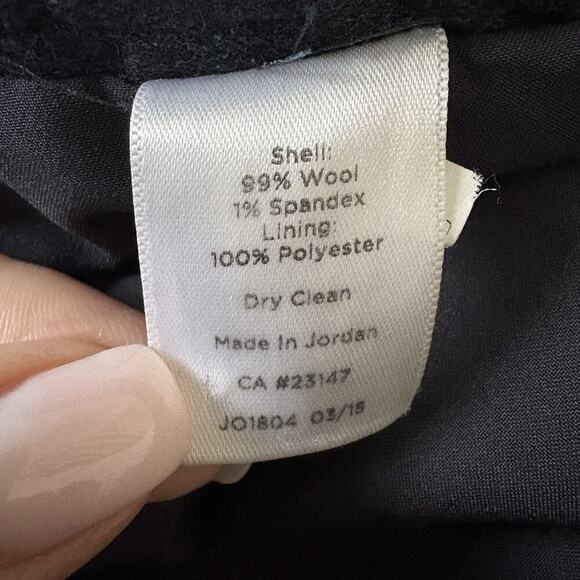 Shell:
99% Wool
1% Spandex
Lining:
100% Polyester
Dry Clean
Made In Jordan
CA #23147
JO1804 03/15